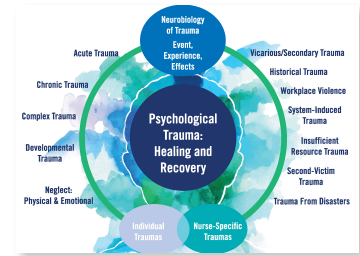 Neurobiology
of Trauma
Event,
Experience,
Effects
Acute Trauma
Chronic Trauma
Complex Trauma
Developmental
Trauma
Neglect:
Physical & Emotional
Psychological
Trauma:
Healing and
Recovery
Vicarious/Secondary Trauma
Historical Trauma
Workplace Violence
System-Induced
Trauma
Insufficient
Resource Trauma
Second-Victim
Trauma
Trauma From Disasters
Individual
Traumas
Nurse-Specific
Traumas